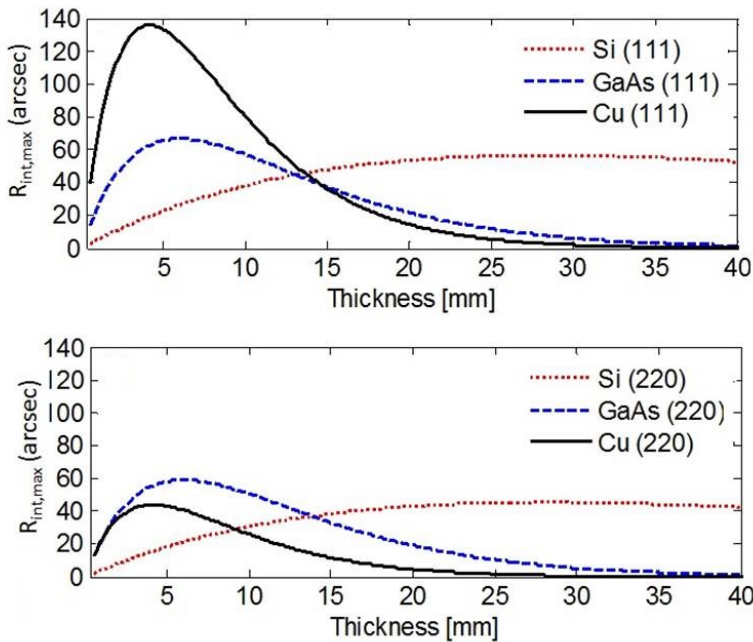 140
120
100
80
60
40
20
0
R_int,max (arcsec)
Si (111)
GaAs (111)
Cu (111)
5 10 15 20 25 30 35 40
Thickness [mm]
140
120
100
80
60
40
20
0
R_int,max (arcsec)
Si (220)
GaAs (220)
Cu (220)
5 10 15 20 25 30 35 40
Thickness [mm]